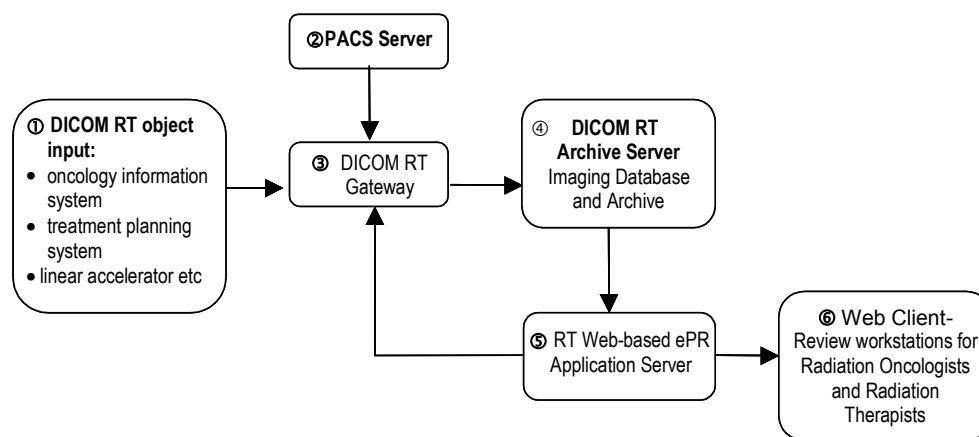 ②PACS Server
① DICOM RT object
input:
• oncology information
system
• treatment planning
system
• linear accelerator etc
③ DICOM RT
Gateway
④ DICOM RT
Archive Server
Imaging Database
and Archive
⑤ RT Web-based ePR
Application Server
⑥ Web Client-
Review workstations for
Radiation Oncologists
and Radiation
Therapists